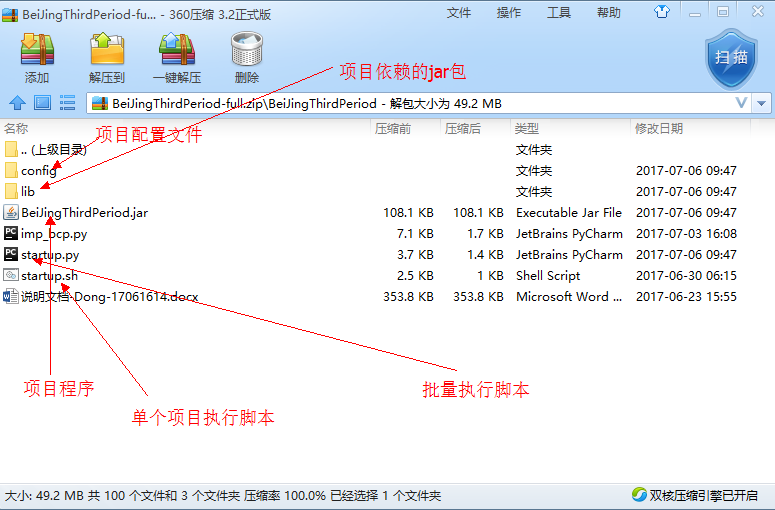 BeiJingThirdPeriod-fu... - 360压缩 3.2正式版
文件 操作 工具 帮助
添加 解压到 一键解压 删除
扫描
项目依赖的jar包
BeiJingThirdPeriod-full.zip\BeiJingThirdPeriod - 解包大小为 49.2 MB
名称 压缩前 压缩后 类型 修改日期
项目配置文件
.. (上级目录) 文件夹
config 文件夹 2017-07-06 09:47
lib 文件夹 2017-07-06 09:47
BeiJingThirdPeriod.jar 108.1 KB 108.1 KB Executable Jar File 2017-07-06 09:47
imp_bcp.py 7.1 KB 1.7 KB JetBrains PyCharm 2017-07-03 16:08
startup.py 3.7 KB 1.4 KB JetBrains PyCharm 2017-07-06 09:47
startup.sh 2.5 KB 1 KB Shell Script 2017-06-30 06:15
说明文档-Dong-17061614.docx 353.8 KB 353.8 KB Microsoft Word ... 2017-06-23 15:55
项目程序
批量执行脚本
单个项目执行脚本
大小: 49.2 MB 共 100 个文件和 3 个文件夹 压缩率 100.0% 已经选择 1 个文件夹
双核压缩引擎已开启